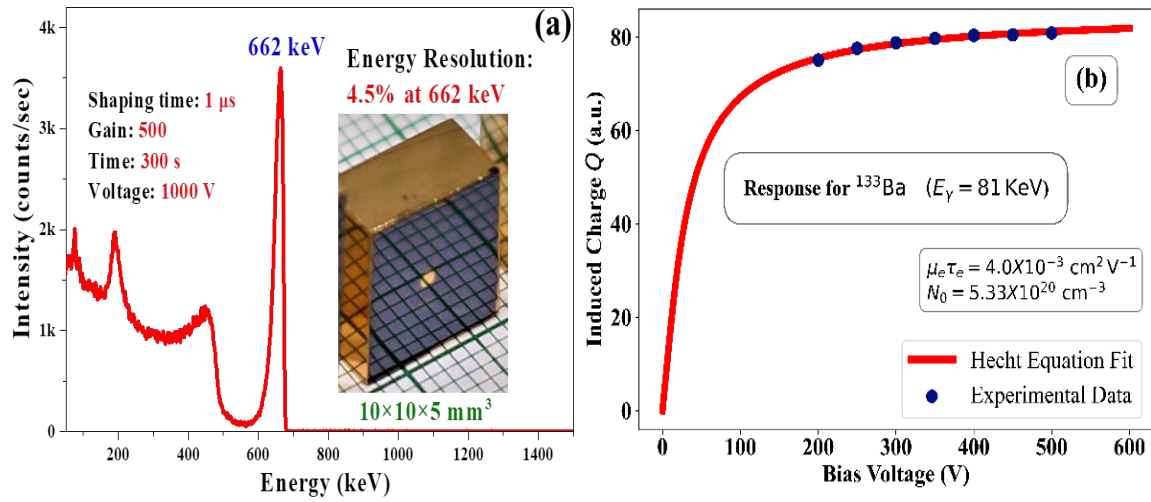 (a)
662 keV
Energy Resolution:
4.5% at 662 keV
Shaping time: 1 μs
Gain: 500
Time: 300 s
Voltage: 1000 V
10×10×5 mm³
Intensity (counts/sec)
4k
3k
2k
1k
0
200 400 600 800 1000 1200 1400
Energy (keV)
(b)
Response for ¹³³Ba (Eγ = 81 KeV)
μₑτₑ = 4.0X10⁻³ cm² V⁻¹
N₀ = 5.33X10²⁰ cm⁻³
Hecht Equation Fit
Experimental Data
Induced Charge Q (a.u.)
80
60
40
20
0
0 100 200 300 400 500 600
Bias Voltage (V)